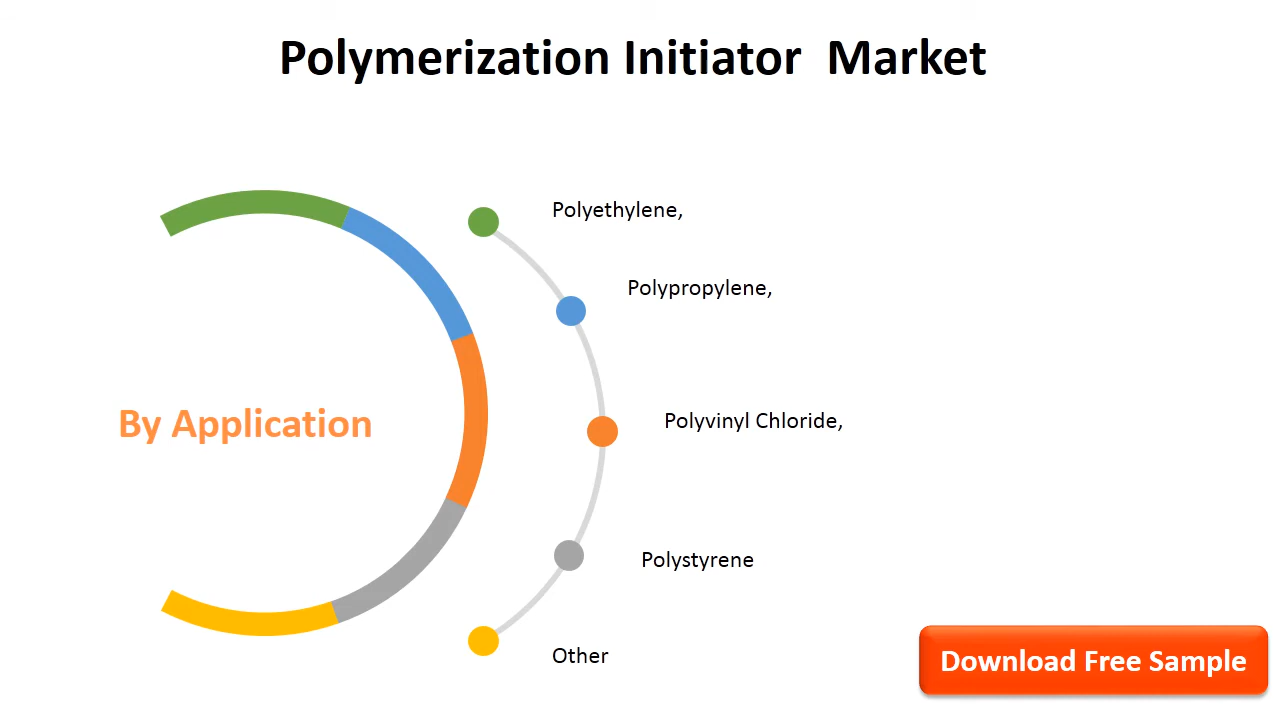 Polymerization Initiator  Market
Polyethylene,
Polypropylene,
By Application
Polyvinyl Chloride,
Polystyrene
Other
Download Free Sample